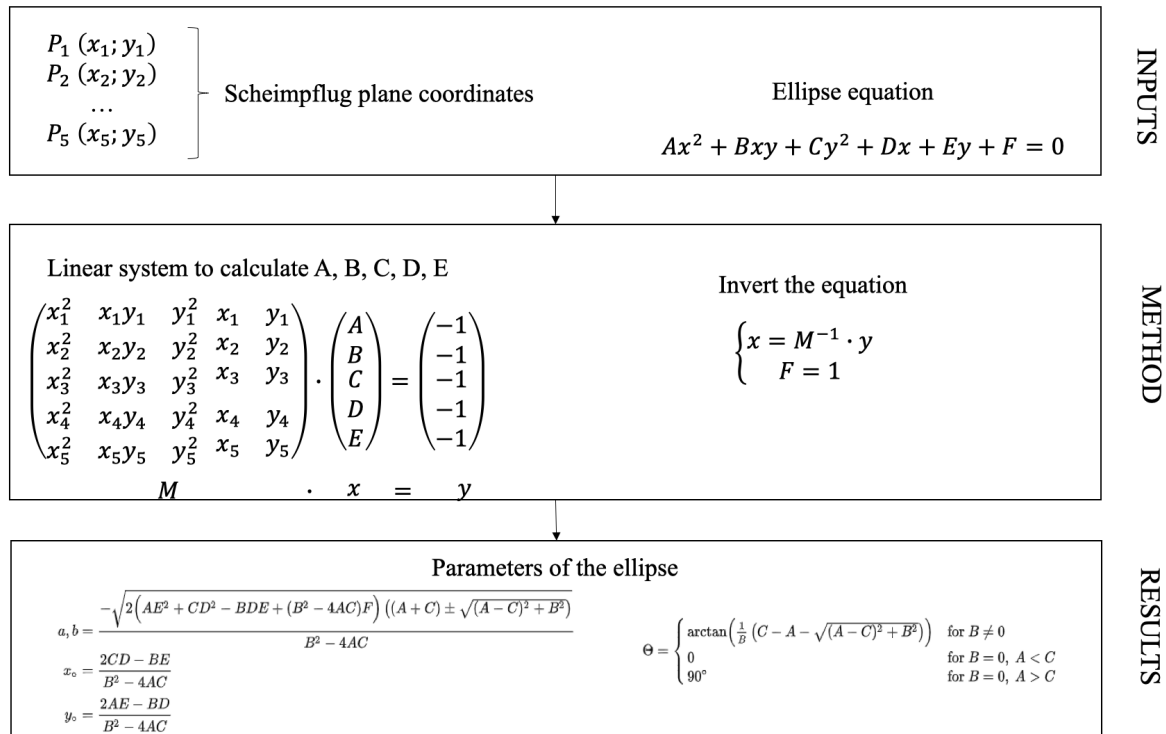 P₁ (x₁; y₁)
P₂ (x₂; y₂)
…
P₅ (x₅; y₅)
Scheimpflug plane coordinates
Ellipse equation
Ax² + Bxy + Cy² + Dx + Ey + F = 0
INPUTS
Linear system to calculate A, B, C, D, E
(x₁² x₁y₁ y₁² x₁ y₁) (A) (−1)
(x₂² x₂y₂ y₂² x₂ y₂) (B) (−1)
(x₃² x₃y₃ y₃² x₃ y₃) · (C) = (−1)
(x₄² x₄y₄ y₄² x₄ y₄) (D) (−1)
(x₅² x₅y₅ y₅² x₅ y₅) (E) (−1)
M · x = y
Invert the equation
{x = M⁻¹ · y
F = 1
METHOD
Parameters of the ellipse
a, b = −√(2(AE² + CD² − BDE + (B² − 4AC)F)((A + C) ± √((A − C)² + B²))) / (B² − 4AC)
x∘ = (2CD − BE) / (B² − 4AC)
y∘ = (2AE − BD) / (B² − 4AC)
Θ = { arctan(1/B (C − A − √((A − C)² + B²))) for B ≠ 0
0 for B = 0, A < C
90° for B = 0, A > C
RESULTS